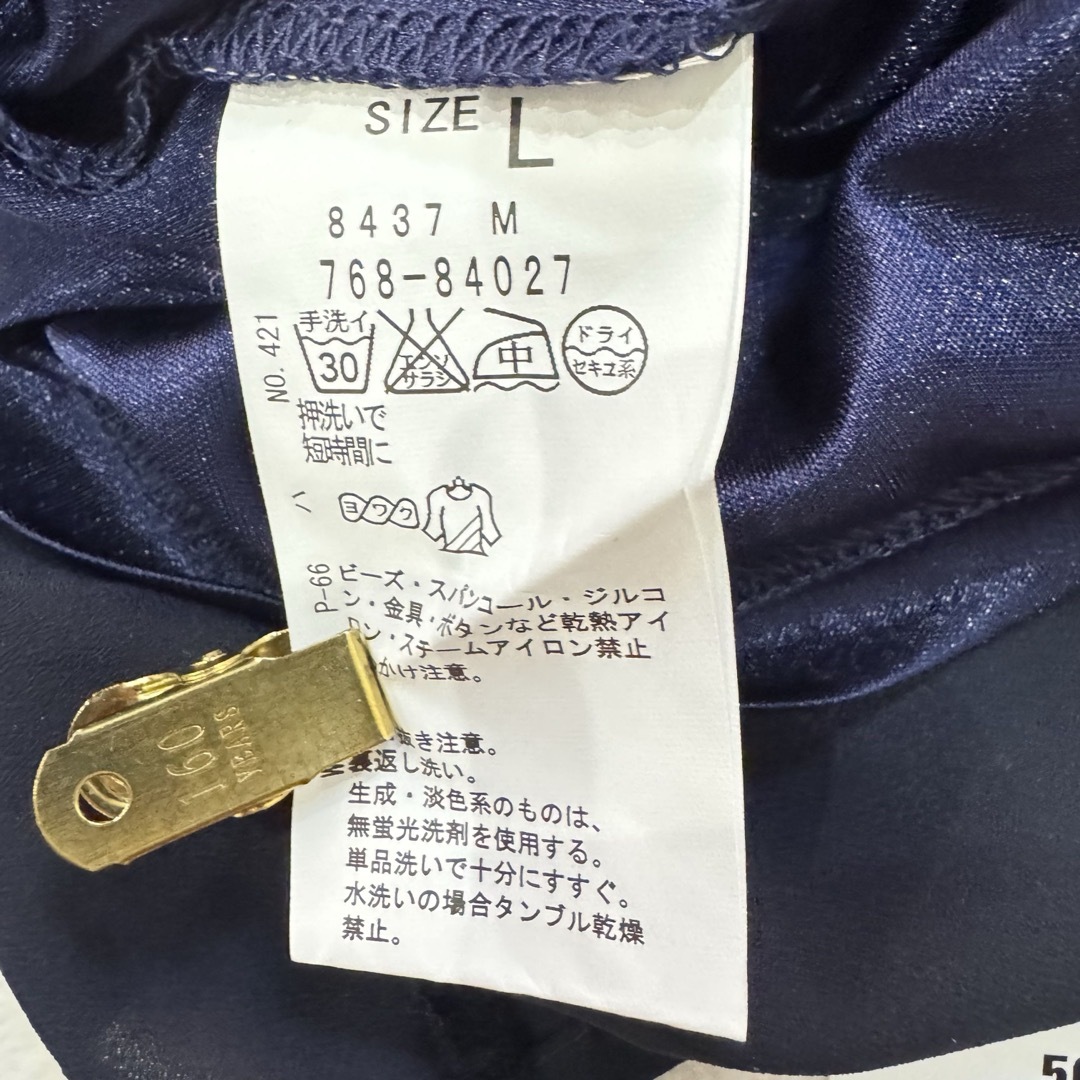 SIZE L
8437 M
768-84027
NO. 421
手洗イ
30
エンソ
サラシ
中
ドライ
セキユ系
押洗いで
短時間に
ヨワク
P-66
ビーズ・スパンコール・ジルコ
ン・金具・ボタンなど乾熱アイ
ロン・スチームアイロン禁止
かけ注意。
抜き注意。
裏返し洗い。
生成・淡色系のものは、
無蛍光洗剤を使用する。
単品洗いで十分にすすぐ。
水洗いの場合タンブル乾燥
禁止。
160
YEARS